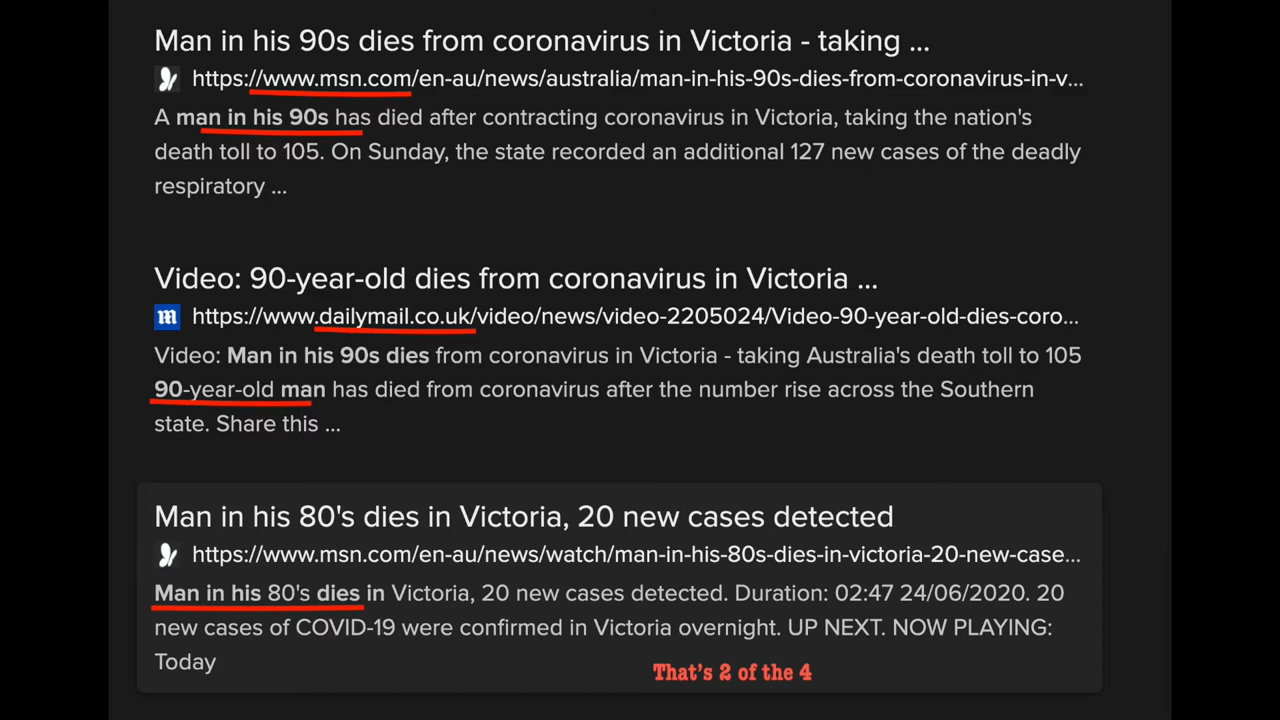 Man in his 90s dies from coronavirus in Victoria - taking ...
https://www.msn.com/en-au/news/australia/man-in-his-90s-dies-from-coronavirus-in-v...
A man in his 90s has died after contracting coronavirus in Victoria, taking the nation's
death toll to 105. On Sunday, the state recorded an additional 127 new cases of the deadly
respiratory ...
Video: 90-year-old dies from coronavirus in Victoria ...
m https://www.dailymail.co.uk/video/news/video-2205024/Video-90-year-old-dies-coro...
Video: Man in his 90s dies from coronavirus in Victoria - taking Australia's death toll to 105
90-year-old man has died from coronavirus after the number rise across the Southern
state. Share this ...
Man in his 80's dies in Victoria, 20 new cases detected
https://www.msn.com/en-au/news/watch/man-in-his-80s-dies-in-victoria-20-new-case...
Man in his 80's dies in Victoria, 20 new cases detected. Duration: 02:47 24/06/2020. 20
new cases of COVID-19 were confirmed in Victoria overnight. UP NEXT. NOW PLAYING:
Today
That's 2 of the 4